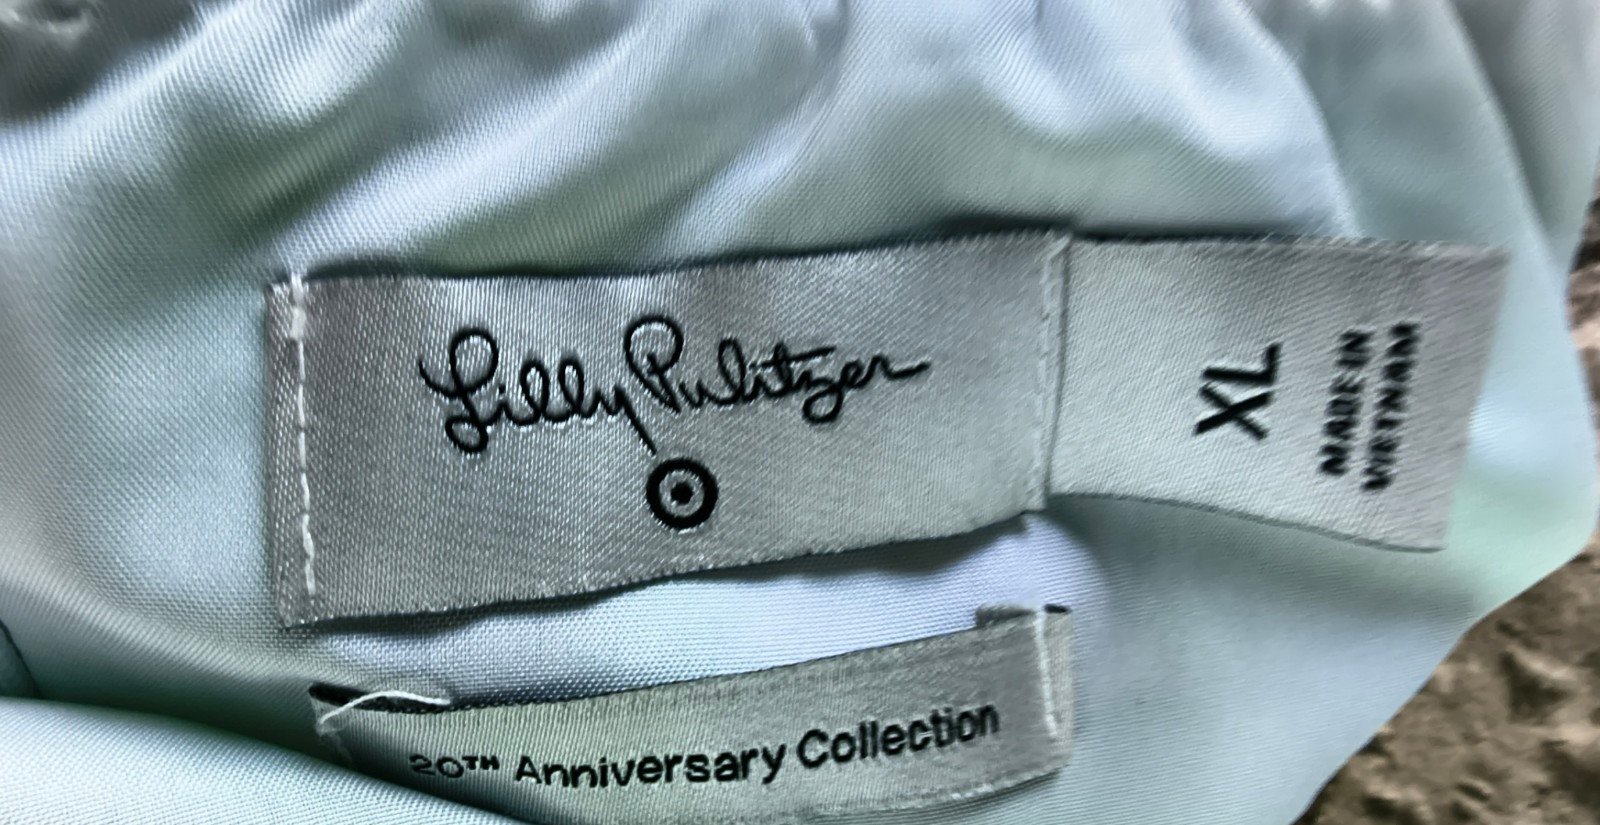 Lilly Pulitzer
XL
MADE IN
VIETNAM
20TH Anniversary Collection